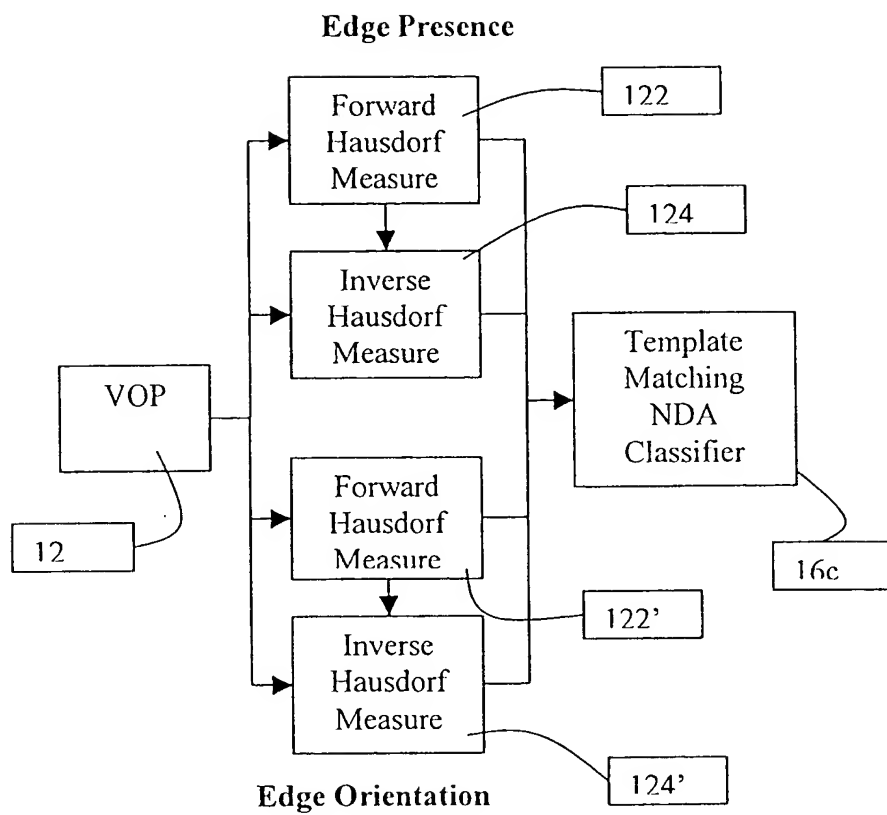 Edge Presence
Forward
Hausdorf
Measure
122
Inverse
Hausdorf
Measure
124
VOP
12
Template
Matching
NDA
Classifier
16c
Forward
Hausdorf
Measure
122'
Inverse
Hausdorf
Measure
124'
Edge Orientation